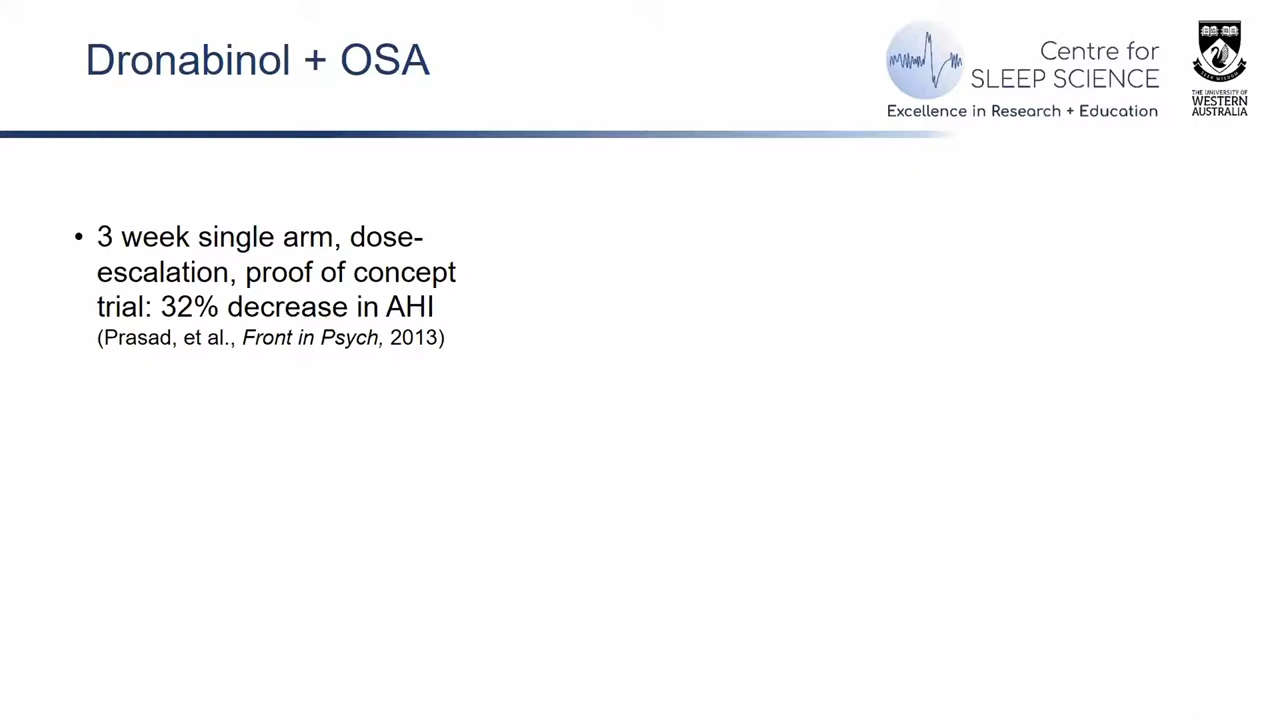 Dronabinol + OSA
Centre for
SLEEP SCIENCE
Excellence in Research + Education
THE UNIVERSITY OF
WESTERN
AUSTRALIA
• 3 week single arm, dose-
escalation, proof of concept
trial: 32% decrease in AHI
(Prasad, et al., Front in Psych, 2013)